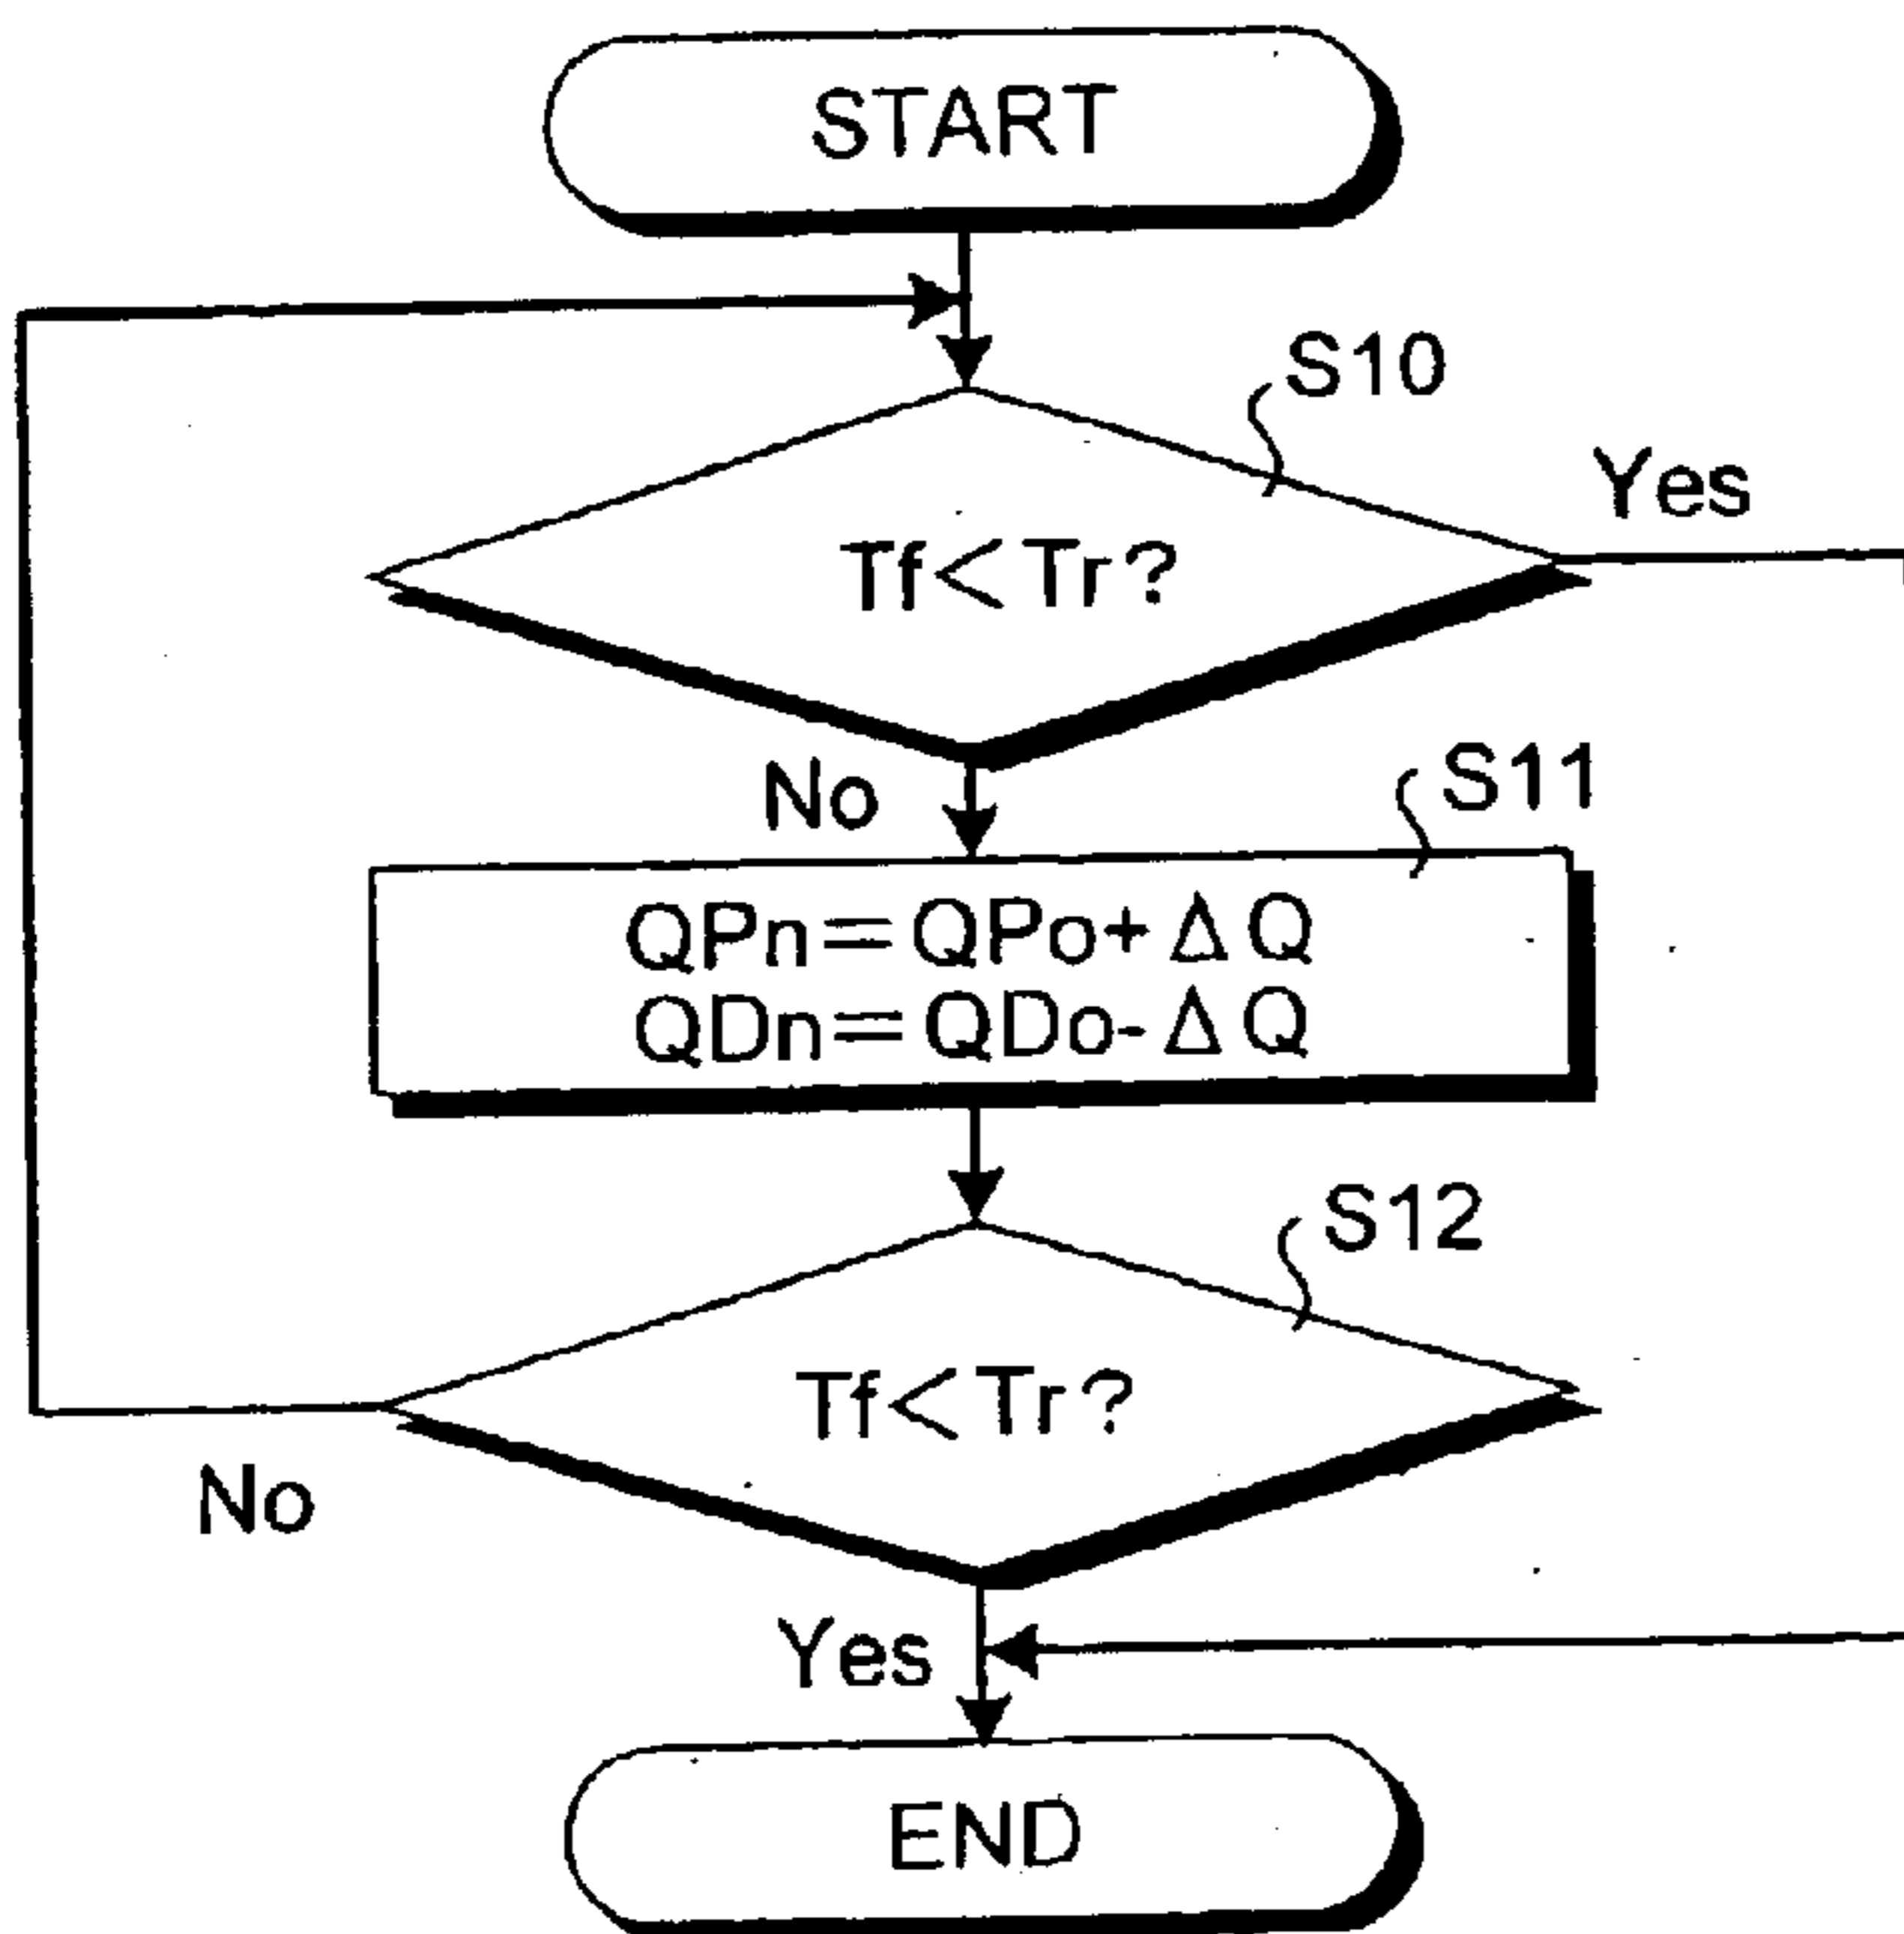 START
S10
Yes
Tf<Tr?
No
S11
QPn=QPo+ΔQ
QDn=QDo-ΔQ
S12
Tf<Tr?
No
Yes
END